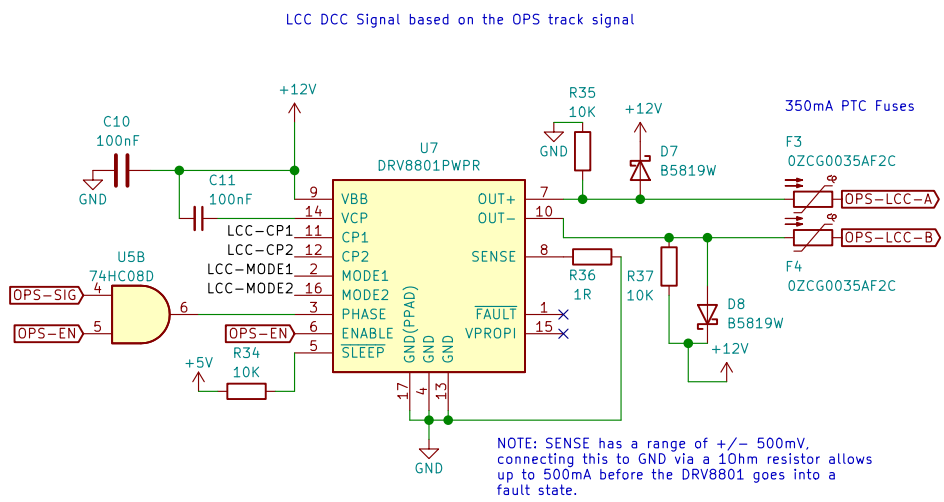 LCC DCC Signal based on the OPS track signal
+12V
C10
100nF
GND
C11
100nF
U7
DRV8801PWPR
R35
10K
GND
+12V
D7
B5819W
350mA PTC Fuses
F3
0ZCG0035AF2C
OPS-LCC-A
OPS-LCC-B
F4
0ZCG0035AF2C
9 VBB
14 VCP
LCC-CP1 11 CP1
LCC-CP2 12 CP2
LCC-MODE1 2 MODE1
LCC-MODE2 16 MODE2
3 PHASE
OPS-EN 6 ENABLE
5 SLEEP
OUT+ 7
OUT- 10
SENSE 8
FAULT 1
VPROPI 15
GND(PPAD) 17
GND 4
GND 13
R36
1R
R37
10K
D8
B5819W
+12V
U5B
74HC08D
OPS-SIG 4
OPS-EN 5
6
+5V
R34
10K
GND
NOTE: SENSE has a range of +/- 500mV,
connecting this to GND via a 1Ohm resistor allows
up to 500mA before the DRV8801 goes into a
fault state.